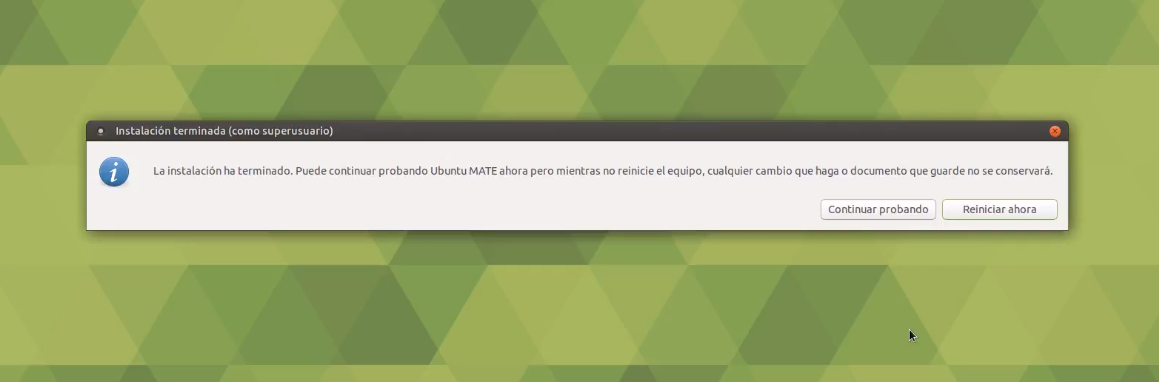 Instalación terminada (como superusuario)
La instalación ha terminado. Puede continuar probando Ubuntu MATE ahora pero mientras no reinicie el equipo, cualquier cambio que haga o documento que guarde no se conservará.
Continuar probando
Reiniciar ahora